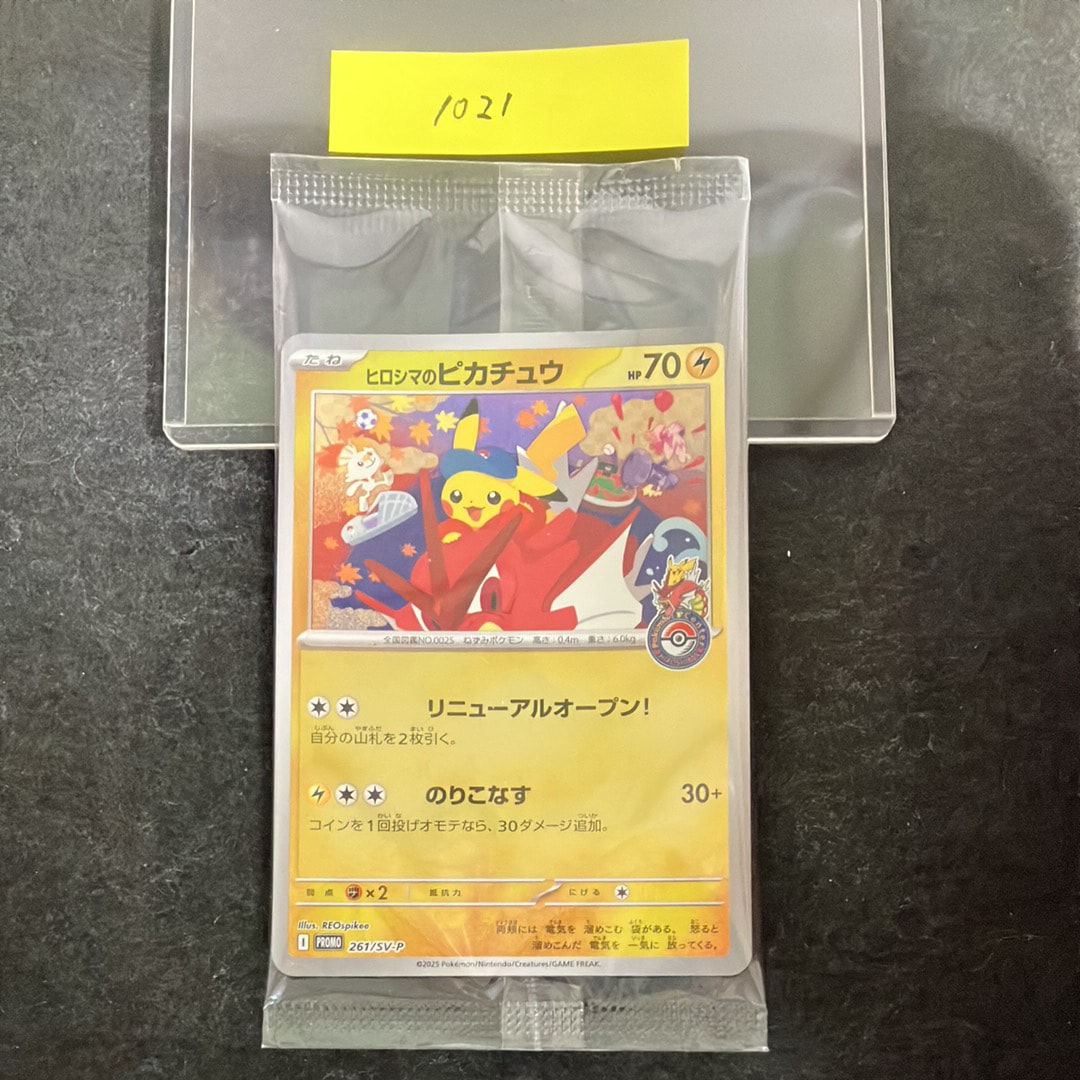 1021
たね
ヒロシマのピカチュウ
HP 70
全国図鑑NO.0025 ねずみポケモン 高さ:0.4m 重さ:6.0kg
リニューアルオープン!
自分の山札を2枚引く。
のりこなす 30+
コインを1回投げオモテなら、30ダメージ追加。
弱点 ×2 抵抗力 にげる
Illus. REOspikee
両頬には 電気を 溜めこむ 袋がある。 怒ると
溜めこんだ 電気を 一気に 放ってくる。
I PROMO 261/SV-P
©2025 Pokémon/Nintendo/Creatures/GAME FREAK.